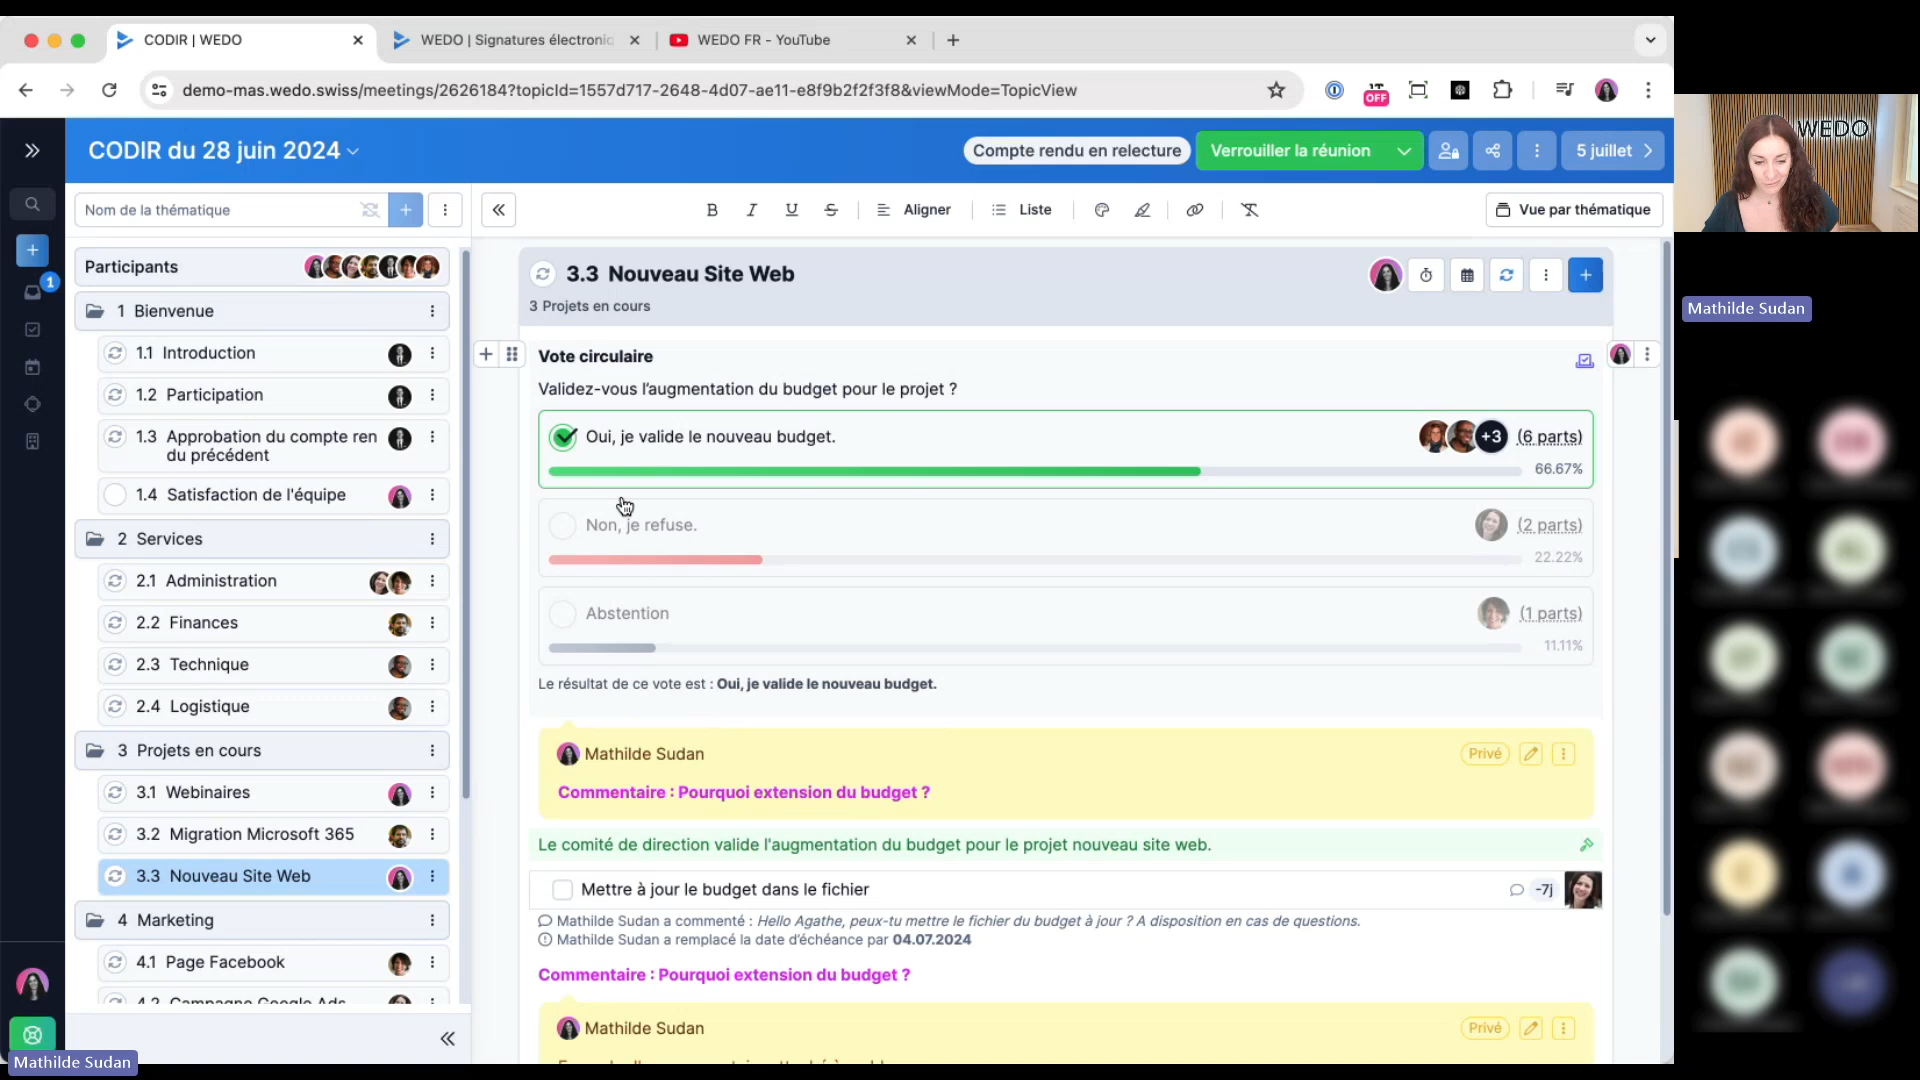 CODIR | WEDO
WEDO | Signatures électroniq
WEDO FR - YouTube
demo-mas.wedo.swiss/meetings/2626184?topicId=1557d717-2648-4d07-ae11-e8f9b2f2f3f8&viewMode=TopicView
OFF
CODIR du 28 juin 2024
Compte rendu en relecture
Verrouiller la réunion
5 juillet
Nom de la thématique
B I U S
Aligner
Liste
Vue par thématique
1
Participants
1 Bienvenue
1.1 Introduction
1.2 Participation
1.3 Approbation du compte ren
du précédent
1.4 Satisfaction de l'équipe
2 Services
2.1 Administration
2.2 Finances
2.3 Technique
2.4 Logistique
3 Projets en cours
3.1 Webinaires
3.2 Migration Microsoft 365
3.3 Nouveau Site Web
4 Marketing
4.1 Page Facebook
4.2 Campagne Google Ads
3.3 Nouveau Site Web
3 Projets en cours
Vote circulaire
Validez-vous l’augmentation du budget pour le projet ?
Oui, je valide le nouveau budget.
+3
(6 parts)
66.67%
Non, je refuse.
(2 parts)
22.22%
Abstention
(1 parts)
11.11%
Le résultat de ce vote est : Oui, je valide le nouveau budget.
Mathilde Sudan
Privé
Commentaire : Pourquoi extension du budget ?
Le comité de direction valide l'augmentation du budget pour le projet nouveau site web.
Mettre à jour le budget dans le fichier
-7j
Mathilde Sudan a commenté : Hello Agathe, peux-tu mettre le fichier du budget à jour ? A disposition en cas de questions.
Mathilde Sudan a remplacé la date d’échéance par 04.07.2024
Commentaire : Pourquoi extension du budget ?
Mathilde Sudan
Privé
Mathilde Sudan
WEDO
Mathilde Sudan